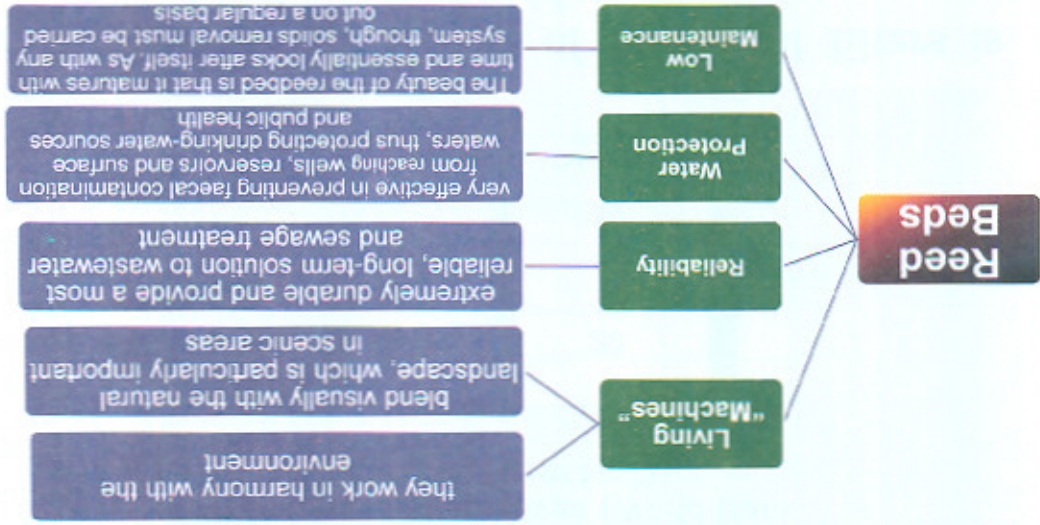 Reed
Beds
Living
“Machines”
they work in harmony with the
environment
blend visually with the natural
landscape, which is particularly important
in scenic areas
Reliability
extremely durable and provide a most
reliable, long-term solution to wastewater
and sewage treatment
Water
Protection
very effective in preventing faecal contamination
from reaching wells, reservoirs and surface
waters, thus protecting drinking-water sources
and public health
Low
Maintenance
The beauty of the reedbed is that it matures with
time and essentially looks after itself. As with any
system, though, solids removal must be carried
out on a regular basis